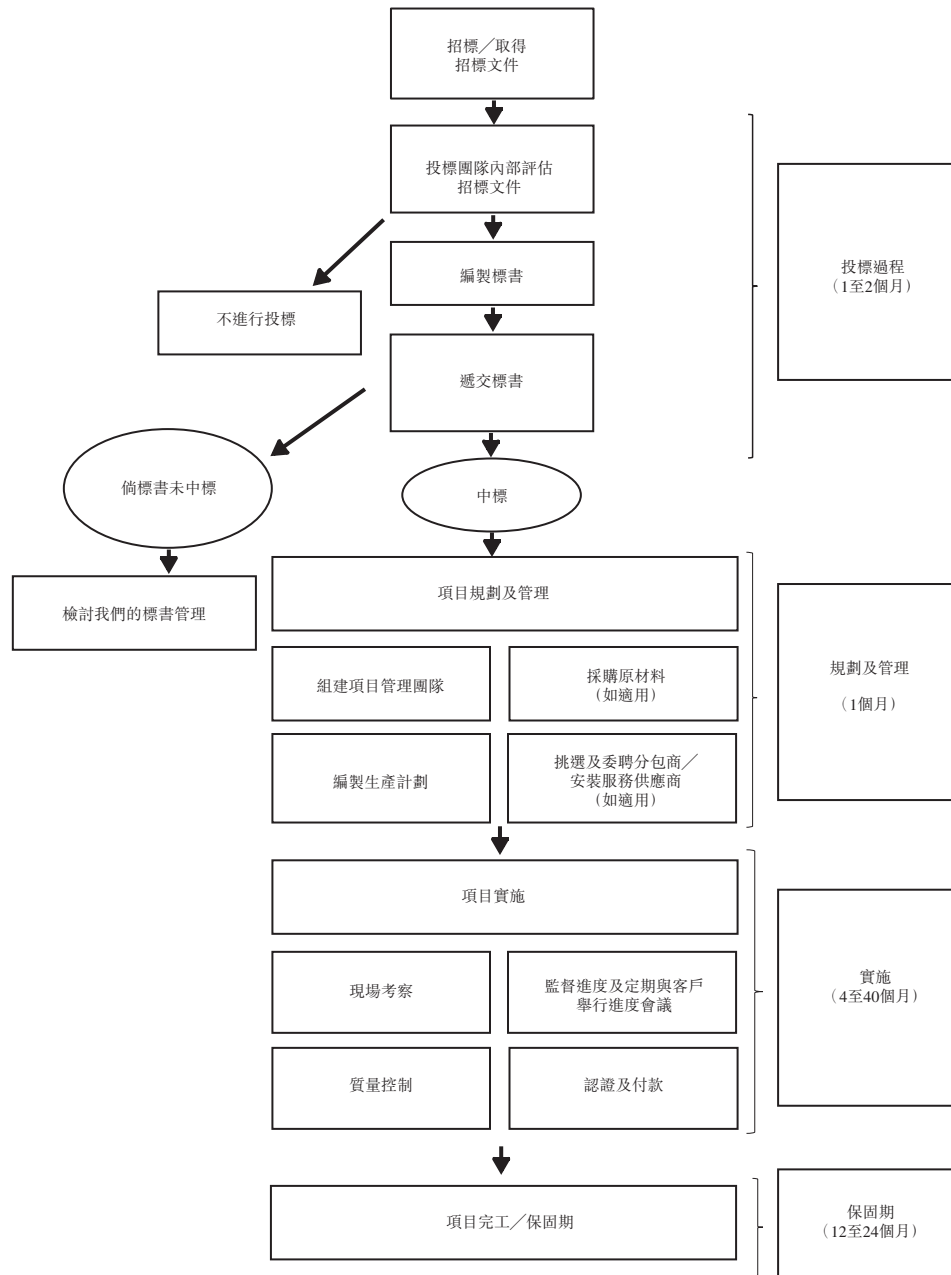 招標╱取得
招標文件
投標團隊內部評估
招標文件
投標過程
（1至2個月）
編製標書
不進行投標
遞交標書
倘標書未中標
中標
項目規劃及管理
檢討我們的標書管理
規劃及管理
（1個月）
組建項目管理團隊
採購原材料
（如適用）
編製生產計劃
挑選及委聘分包商╱
安裝服務供應商
（如適用）
項目實施
實施
（4至40個月）
現場考察
監督進度及定期與客戶
舉行進度會議
質量控制
認證及付款
項目完工╱保固期
保固期
（12至24個月）